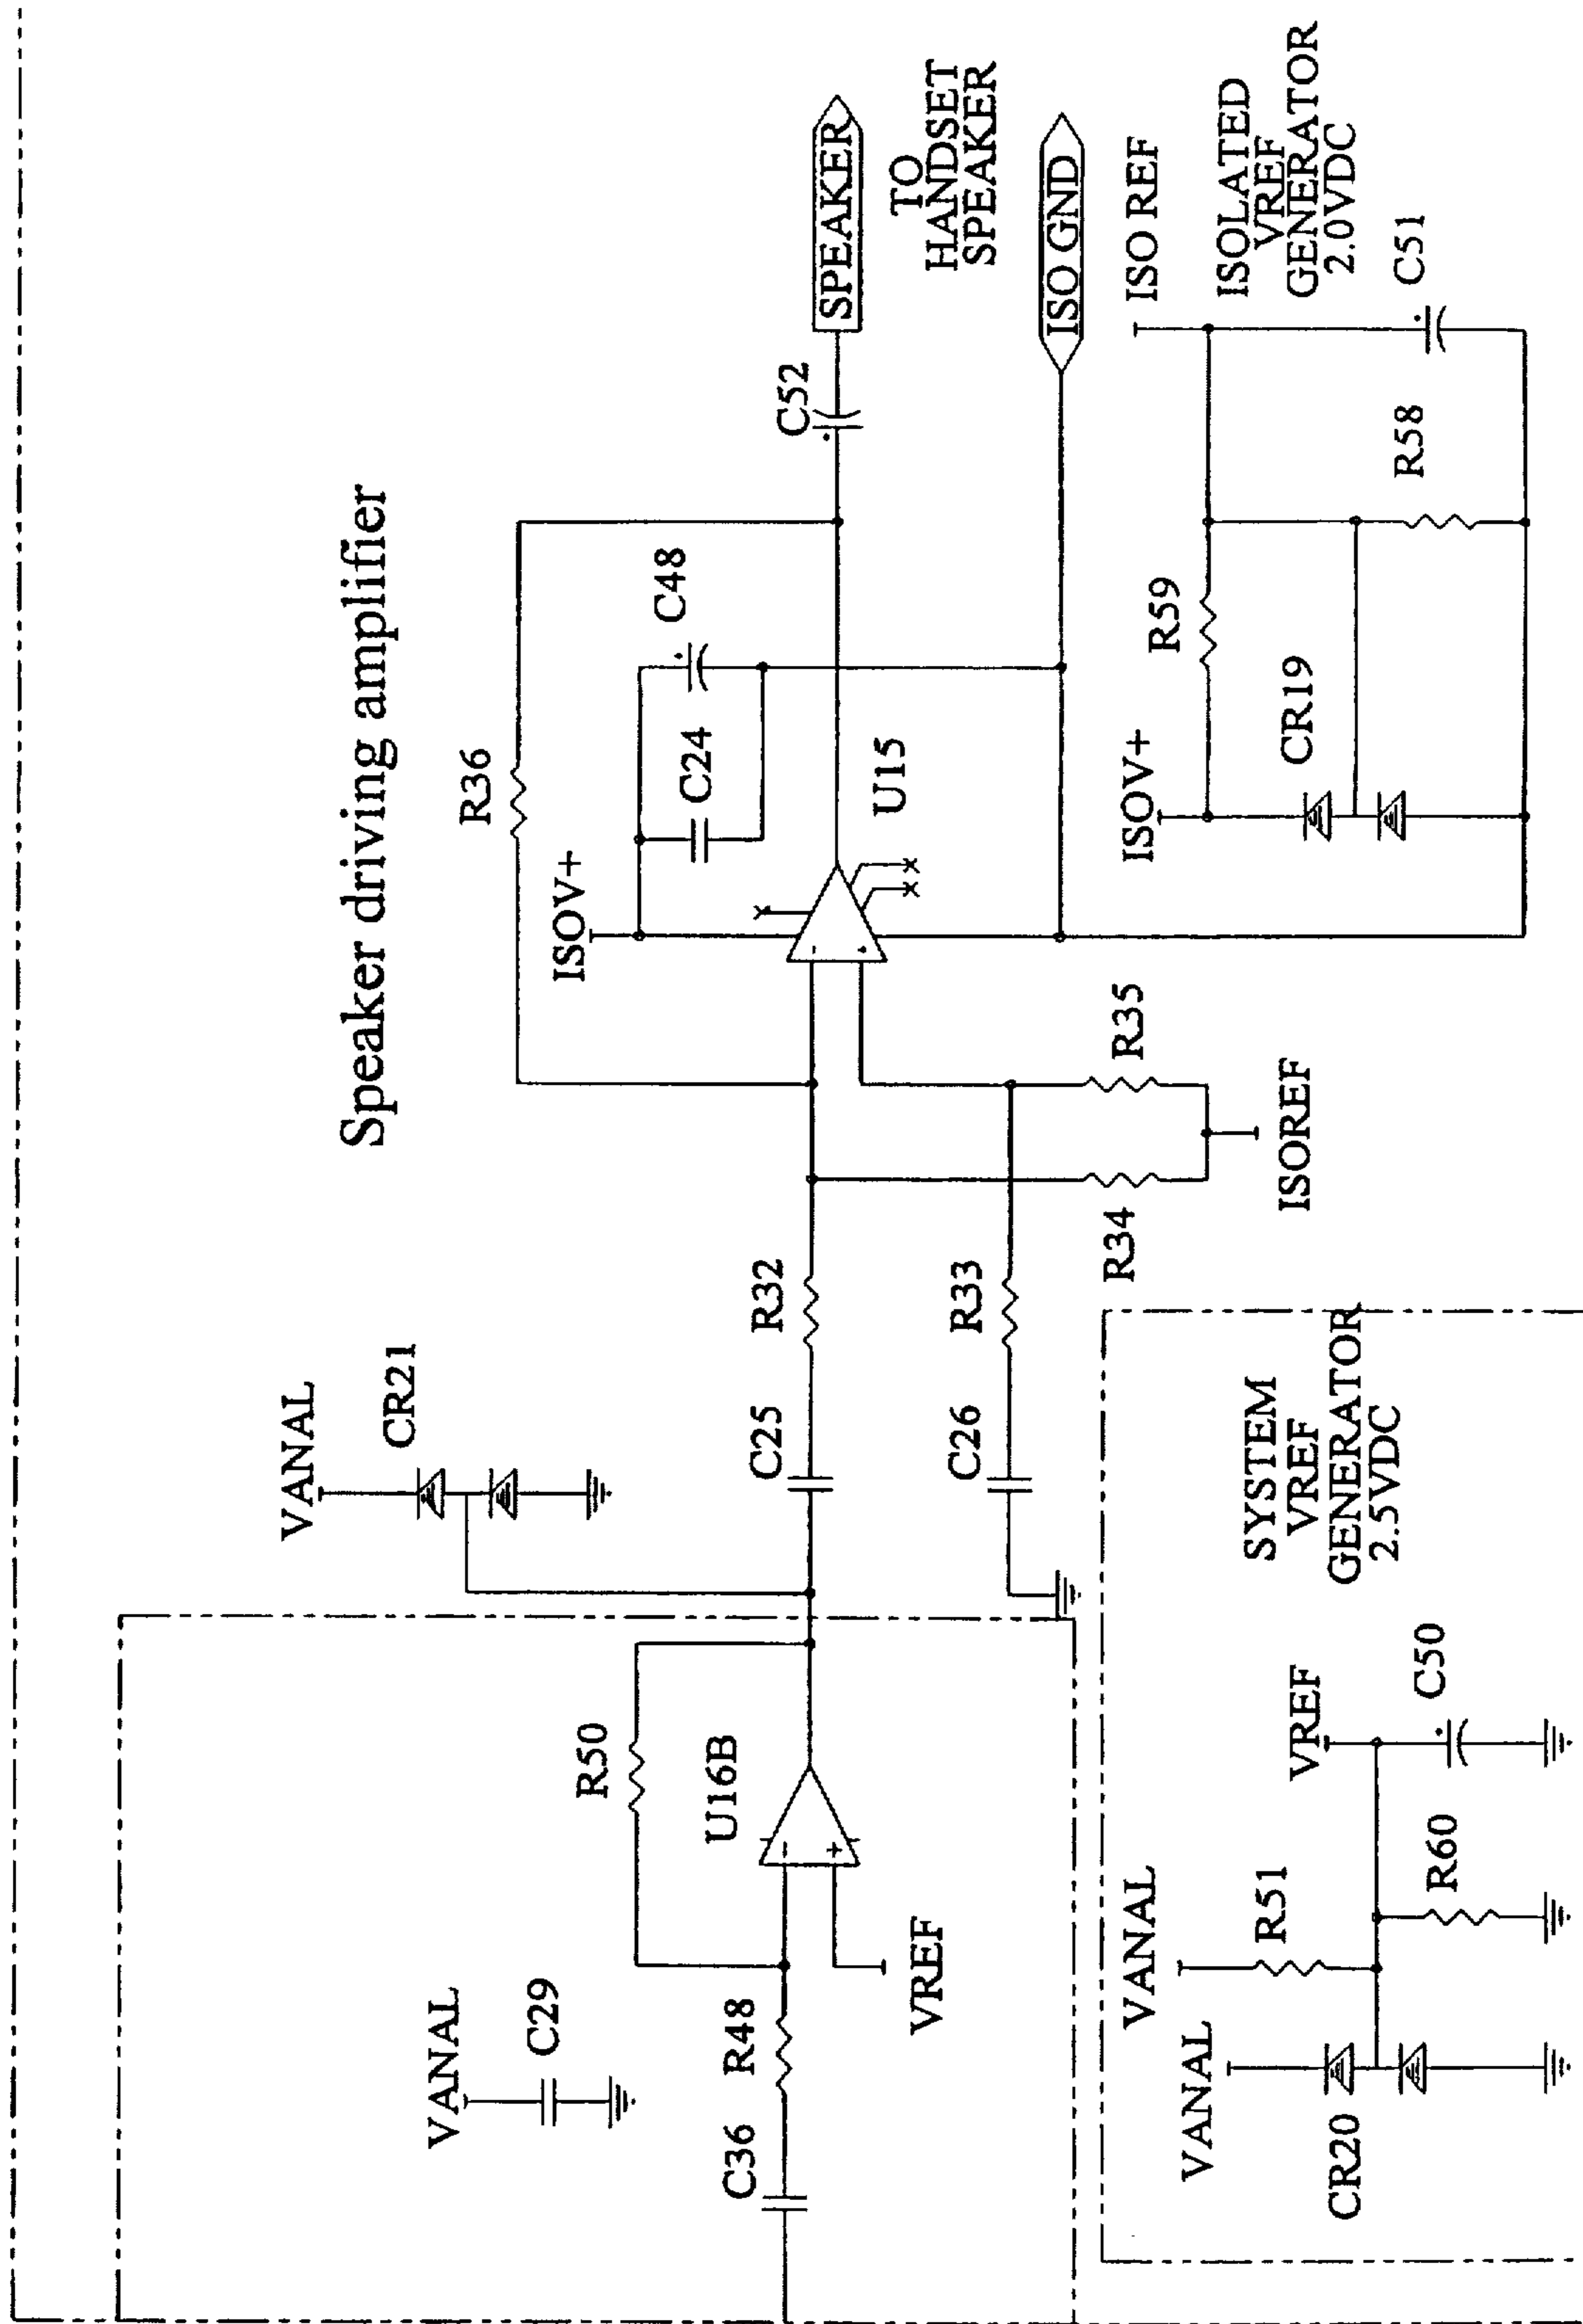 Speaker driving amplifier
VANAL
CR21
R36
ISOV+
C24
C48
C52
SPEAKER
TO
HANDSET
SPEAKER
VANAL
C29
R50
U16B
C36
R48
VREF
C25
R32
C26
R33
U15
ISO GND
R34
R35
ISOREF
ISOV+
R59
ISO REF
CR19
R58
C51
ISOLATED
VREF
GENERATOR
2.0VDC
VANAL
VANAL
R51
CR20
R60
VREF
C50
SYSTEM
VREF
GENERATOR
2.5VDC